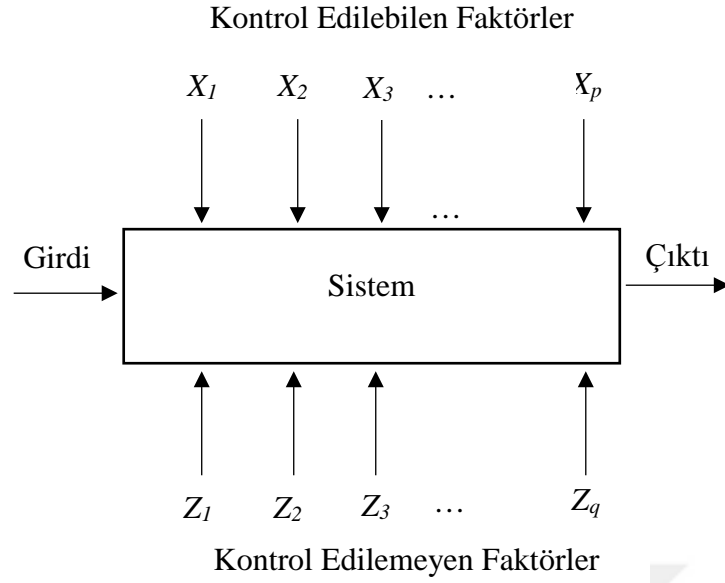 Kontrol Edilebilen Faktörler
X1 X2 X3 … Xp
…
Girdi Sistem Çıktı
Z1 Z2 Z3 … Zq
Kontrol Edilemeyen Faktörler